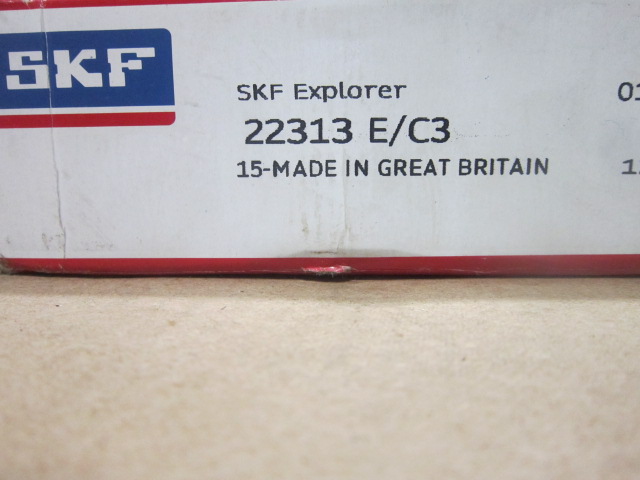 SKF
SKF Explorer
22313 E/C3
15-MADE IN GREAT BRITAIN